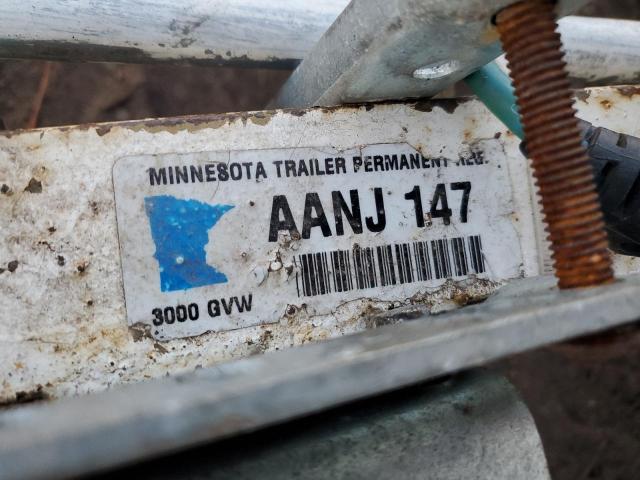 MINNESOTA TRAILER PERMANENT REG.
AANJ 147
3000 GVW